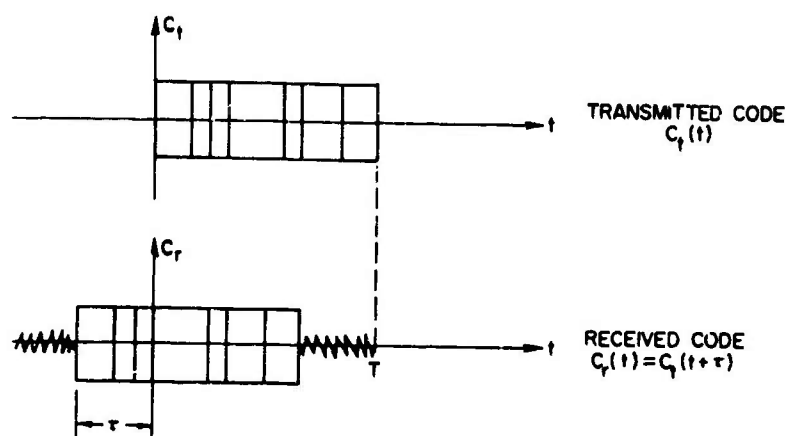 C_t
t
TRANSMITTED CODE
C_t(t)
C_r
t
T
RECEIVED CODE
C_r(t)=C_t(t+τ)
τ